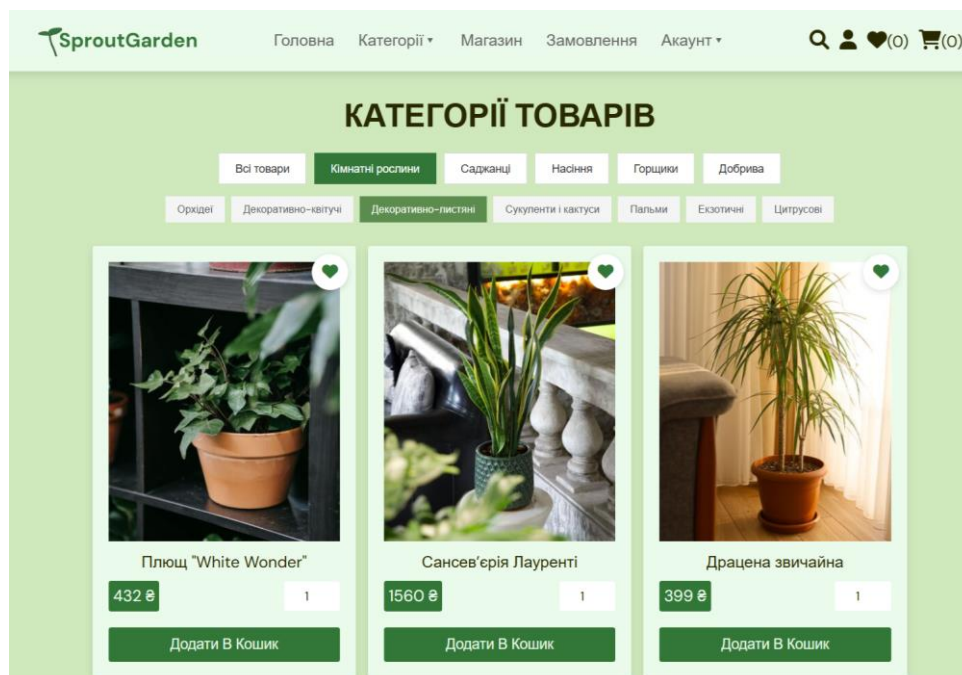 SproutGarden Головна Категорії Магазин Замовлення Акаунт (0) (0)
КАТЕГОРІЇ ТОВАРІВ
Всі товари Кімнатні рослини Саджанці Насіння Горщики Добрива
Орхідеї Декоративно-квітучі Декоративно-листяні Сукуленти і кактуси Пальми Екзотичні Цитрусові
Плющ "White Wonder" Сансев'єрія Лауренті Драцена звичайна
432 ₴ 1 1560 ₴ 1 399 ₴ 1
Додати В Кошик Додати В Кошик Додати В Кошик